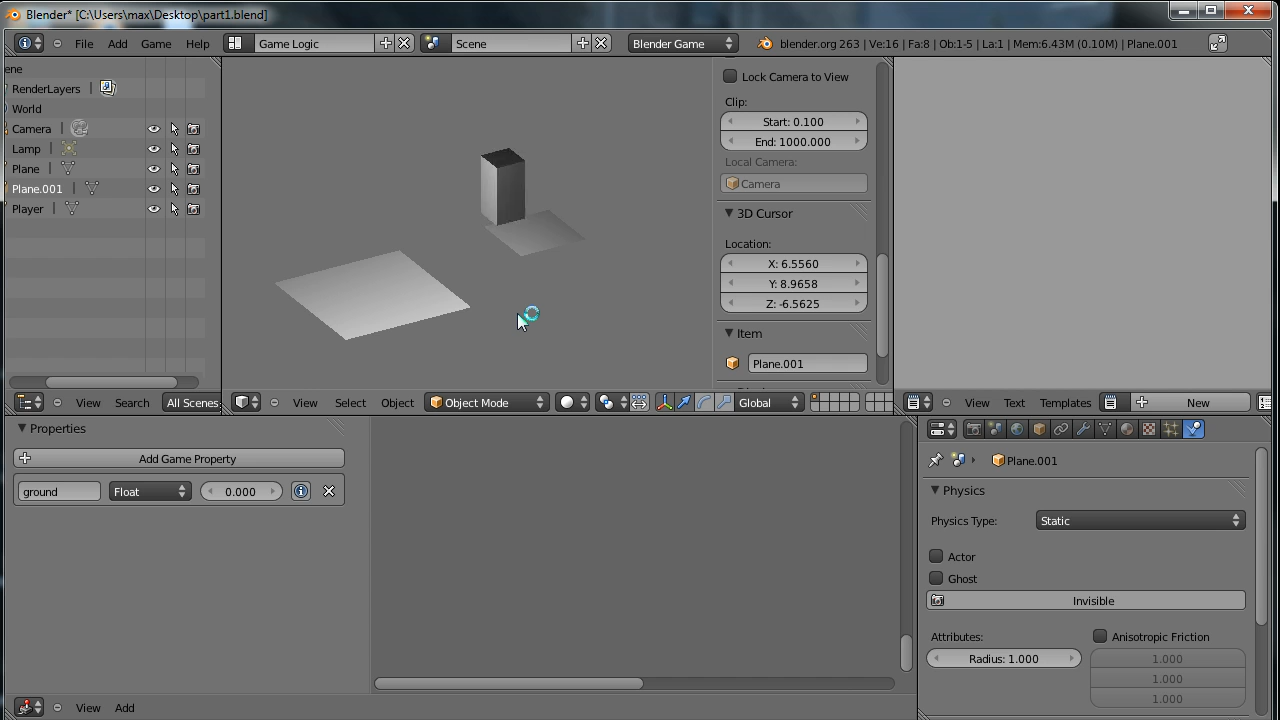 Blender* [C:\Users\max\Desktop\part1.blend]
File Add Game Help Game Logic Scene Blender Game blender.org 263 | Ve:16 | Fa:8 | Ob:1-5 | La:1 | Mem:6.43M (0.10M) | Plane.001
ene
RenderLayers
World
Camera
Lamp
Plane
Plane.001
Player
View Search All Scenes
Lock Camera to View
Clip:
Start: 0.100
End: 1000.000
Local Camera:
Camera
3D Cursor
Location:
X: 6.5560
Y: 8.9658
Z: -6.5625
Item
Plane.001
View Select Object Object Mode Global
View Text Templates New
Properties
Add Game Property
ground Float 0.000
View Add
Plane.001
Physics
Physics Type: Static
Actor
Ghost
Invisible
Attributes: Anisotropic Friction
Radius: 1.000 1.000
1.000
1.000